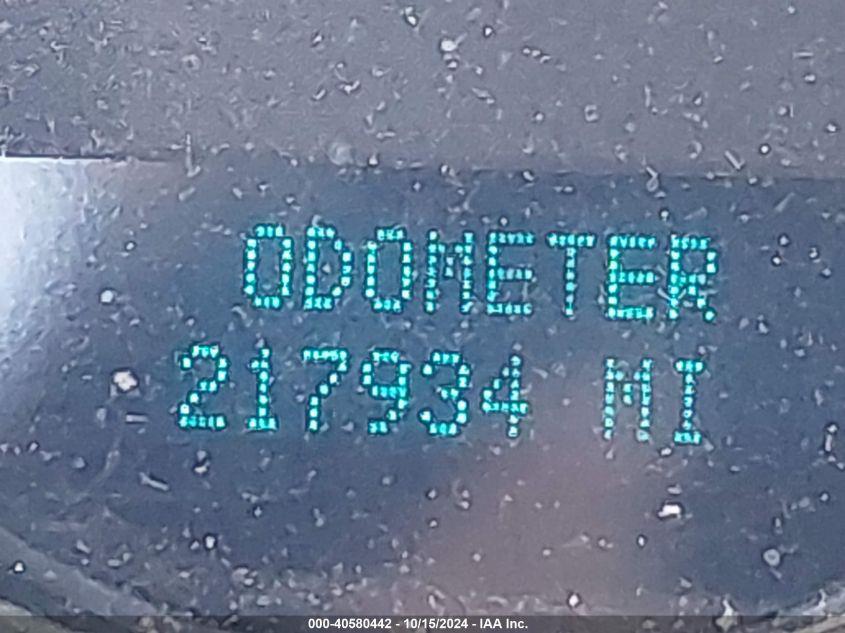 ODOMETER
217934 MI
000-40580442 - 10/15/2024 - IAA Inc.